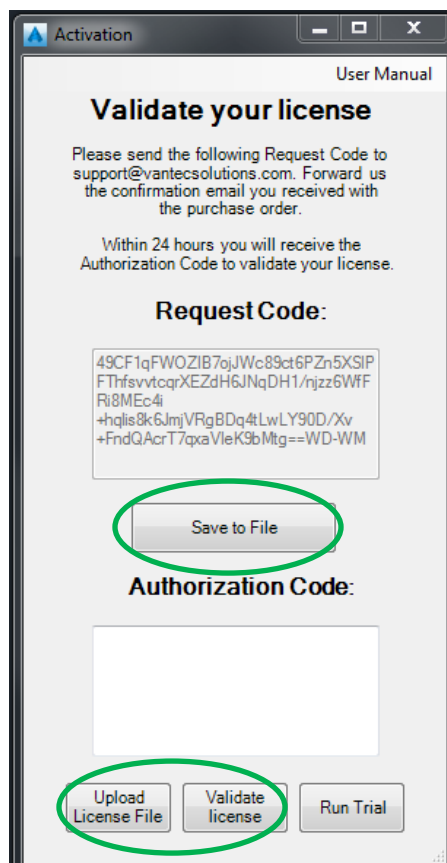 Activation
User Manual
Validate your license
Please send the following Request Code to
support@vantecsolutions.com. Forward us
the confirmation email you received with
the purchase order.
Within 24 hours you will receive the
Authorization Code to validate your license.
Request Code:
49CF1qFWOZIB7ojJWc89ct6PZn5XSlP
FThfsvvtcqrXEZdH6JNqDH1/njzz6WfF
Ri8MEc4i
+hqlis8k6JmjVRgBDq4tLwLY90D/Xv
+FndQAcrT7qxaVleK9bMtg==WD-WM
Save to File
Authorization Code:
Upload
License File
Validate
license
Run Trial